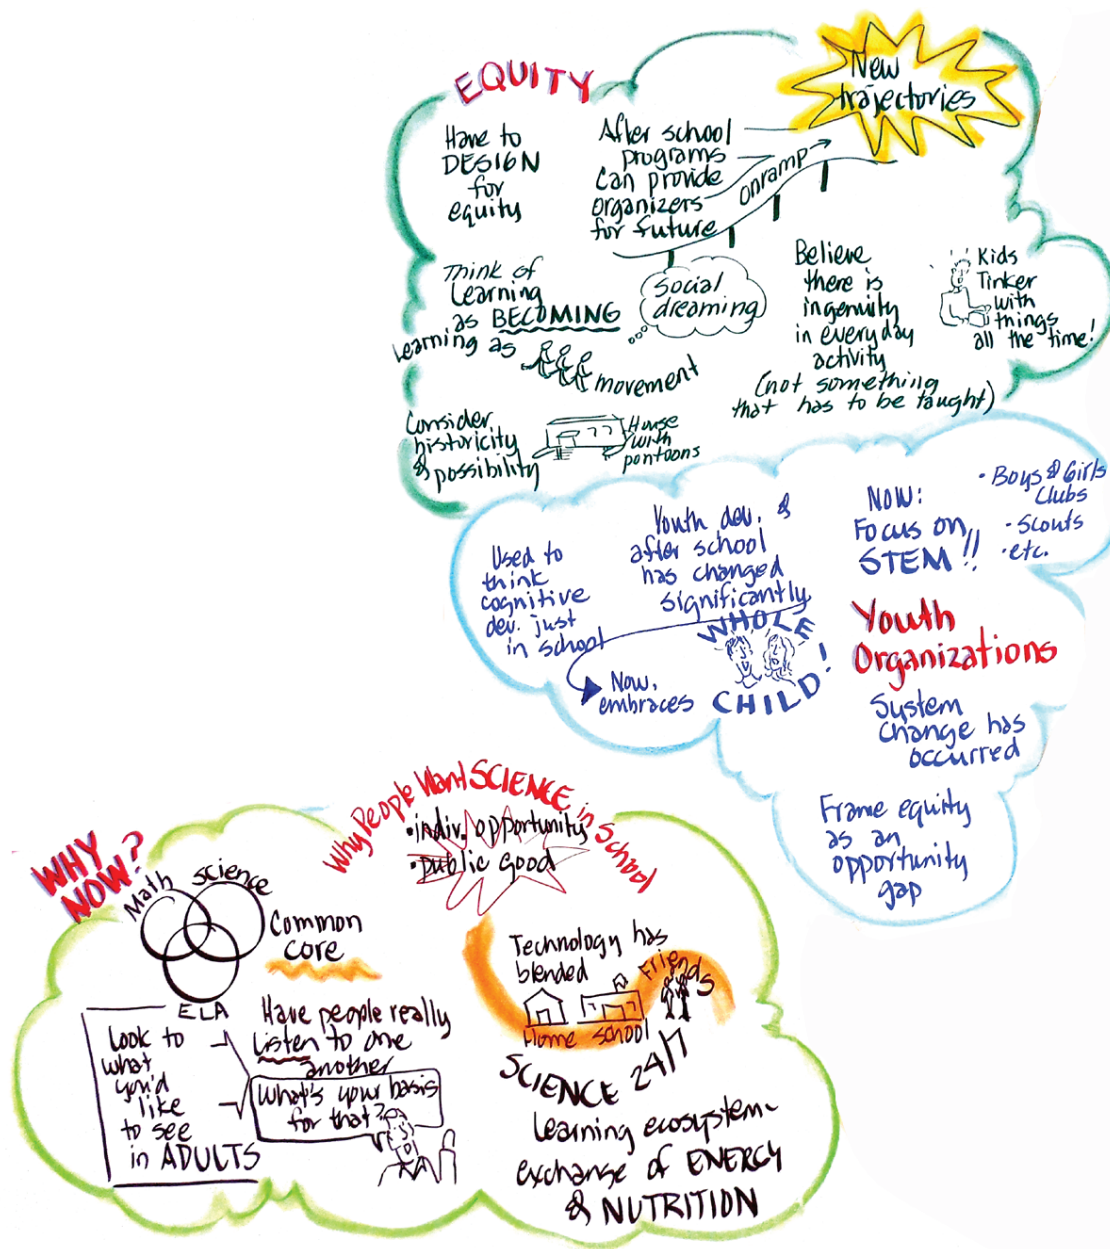 EQUITY
New
trajectories
Have to
DESIGN
for
equity
After school
programs
can provide
organizers
for future
onramp
Think of
Learning
as BECOMING
Learning as
movement
social
dreaming
Believe
there is
ingenuity
in everyday
activity
(not something
that has to be taught)
Kids
Tinker
with
things
all the time!
Consider
historicity
& possibility
House
with
pontoons
Used to
think
cognitive
dev. just
in school
Youth dev. &
after school
has changed
significantly
Now,
embraces
WHOLE
CHILD!
NOW:
Focus on
STEM!!
• Boys & Girls
Clubs
• Scouts
• etc.
Youth
Organizations
System
change has
occurred
Frame equity
as an
opportunity
gap
WHY
NOW?
Math
Science
ELA
Common
core
Why People Want SCIENCE in School
• indiv. opportunity
• public good
Look to
what
you'd
like
to see
in ADULTS
Have people really
Listen to one
another
What's your basis
for that?
Technology has
blended
Home
school
Friends
SCIENCE 24/7
Learning ecosystem~
exchange of ENERGY
& NUTRITION